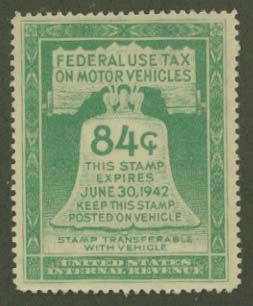 FEDERAL USE TAX
ON MOTOR VEHICLES
84¢
THIS STAMP
EXPIRES
JUNE 30, 1942
KEEP THIS STAMP
POSTED ON VEHICLE
STAMP TRANSFERABLE
WITH VEHICLE
UNITED STATES
INTERNAL REVENUE